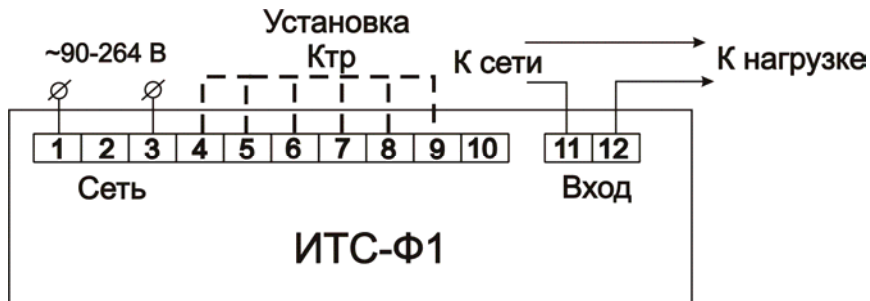 Установка
~90-264 В
Ктр
К сети
К нагрузке
1 2 3 4 5 6 7 8 9 10 11 12
Сеть
Вход
ИТС-Ф1